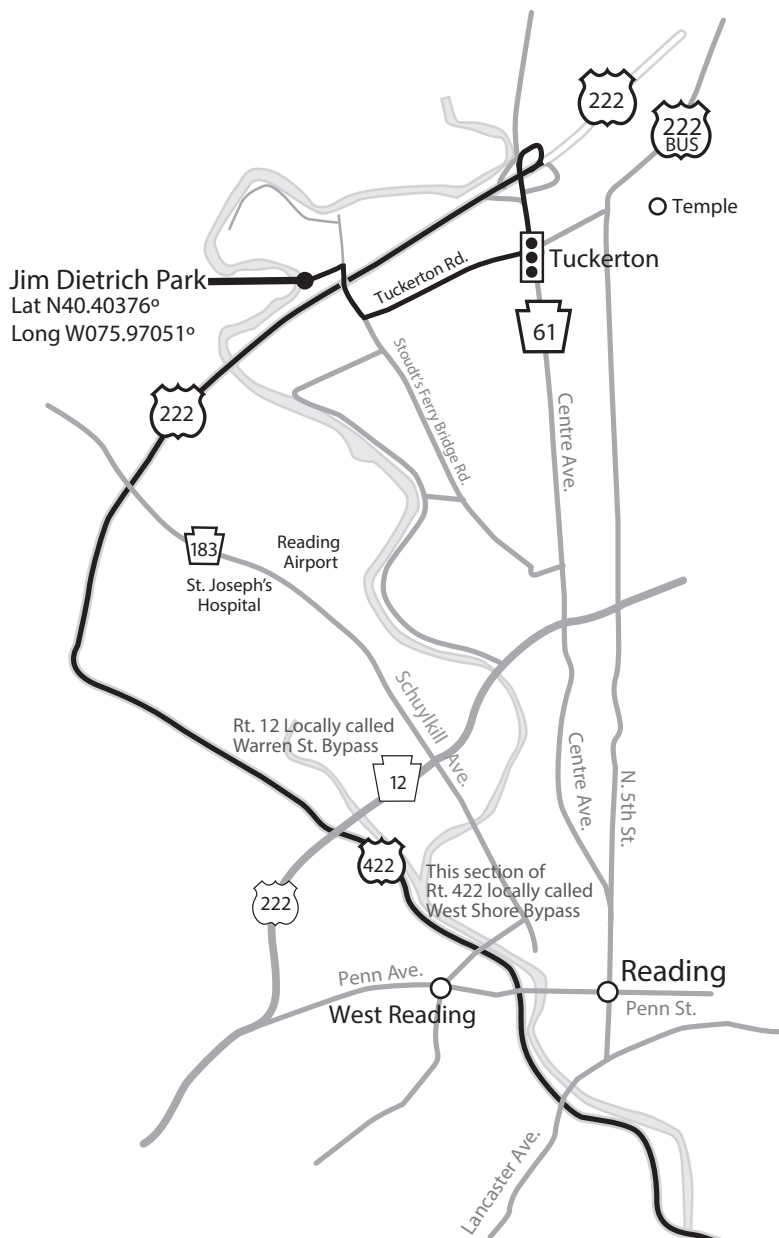 222
222
BUS
Temple
Tuckerton
Jim Dietrich Park
Lat N40.40376º
Long W075.97051º
Tuckerton Rd.
61
Stoudt's Ferry Bridge Rd.
Centre Ave.
222
183
Reading
Airport
St. Joseph's
Hospital
Schuylkill Ave.
Rt. 12 Locally called
Warren St. Bypass
12
Centre Ave.
N. 5th St.
422
This section of
Rt. 422 locally called
West Shore Bypass
222
Penn Ave.
Reading
West Reading
Penn St.
Lancaster Ave.